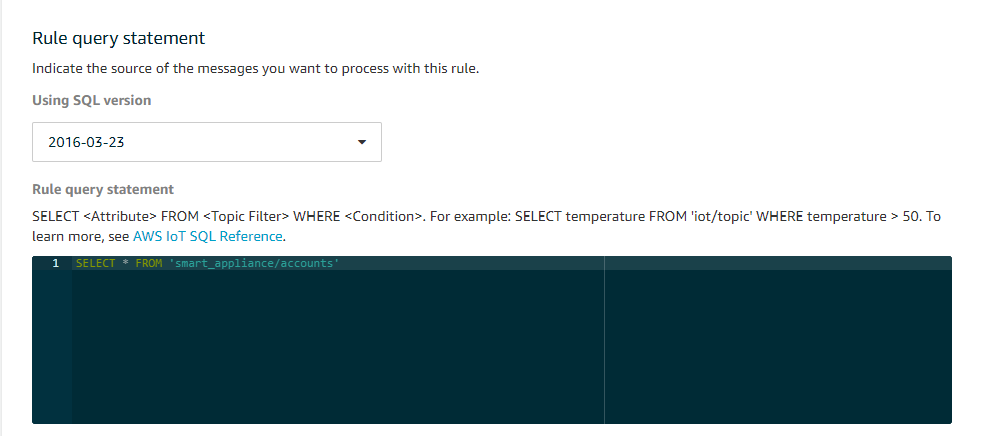 Rule query statement
Indicate the source of the messages you want to process with this rule.
Using SQL version
2016-03-23
Rule query statement
SELECT <Attribute> FROM <Topic Filter> WHERE <Condition>. For example: SELECT temperature FROM 'iot/topic' WHERE temperature > 50. To
learn more, see AWS IoT SQL Reference.
1 SELECT * FROM 'smart_appliance/accounts'